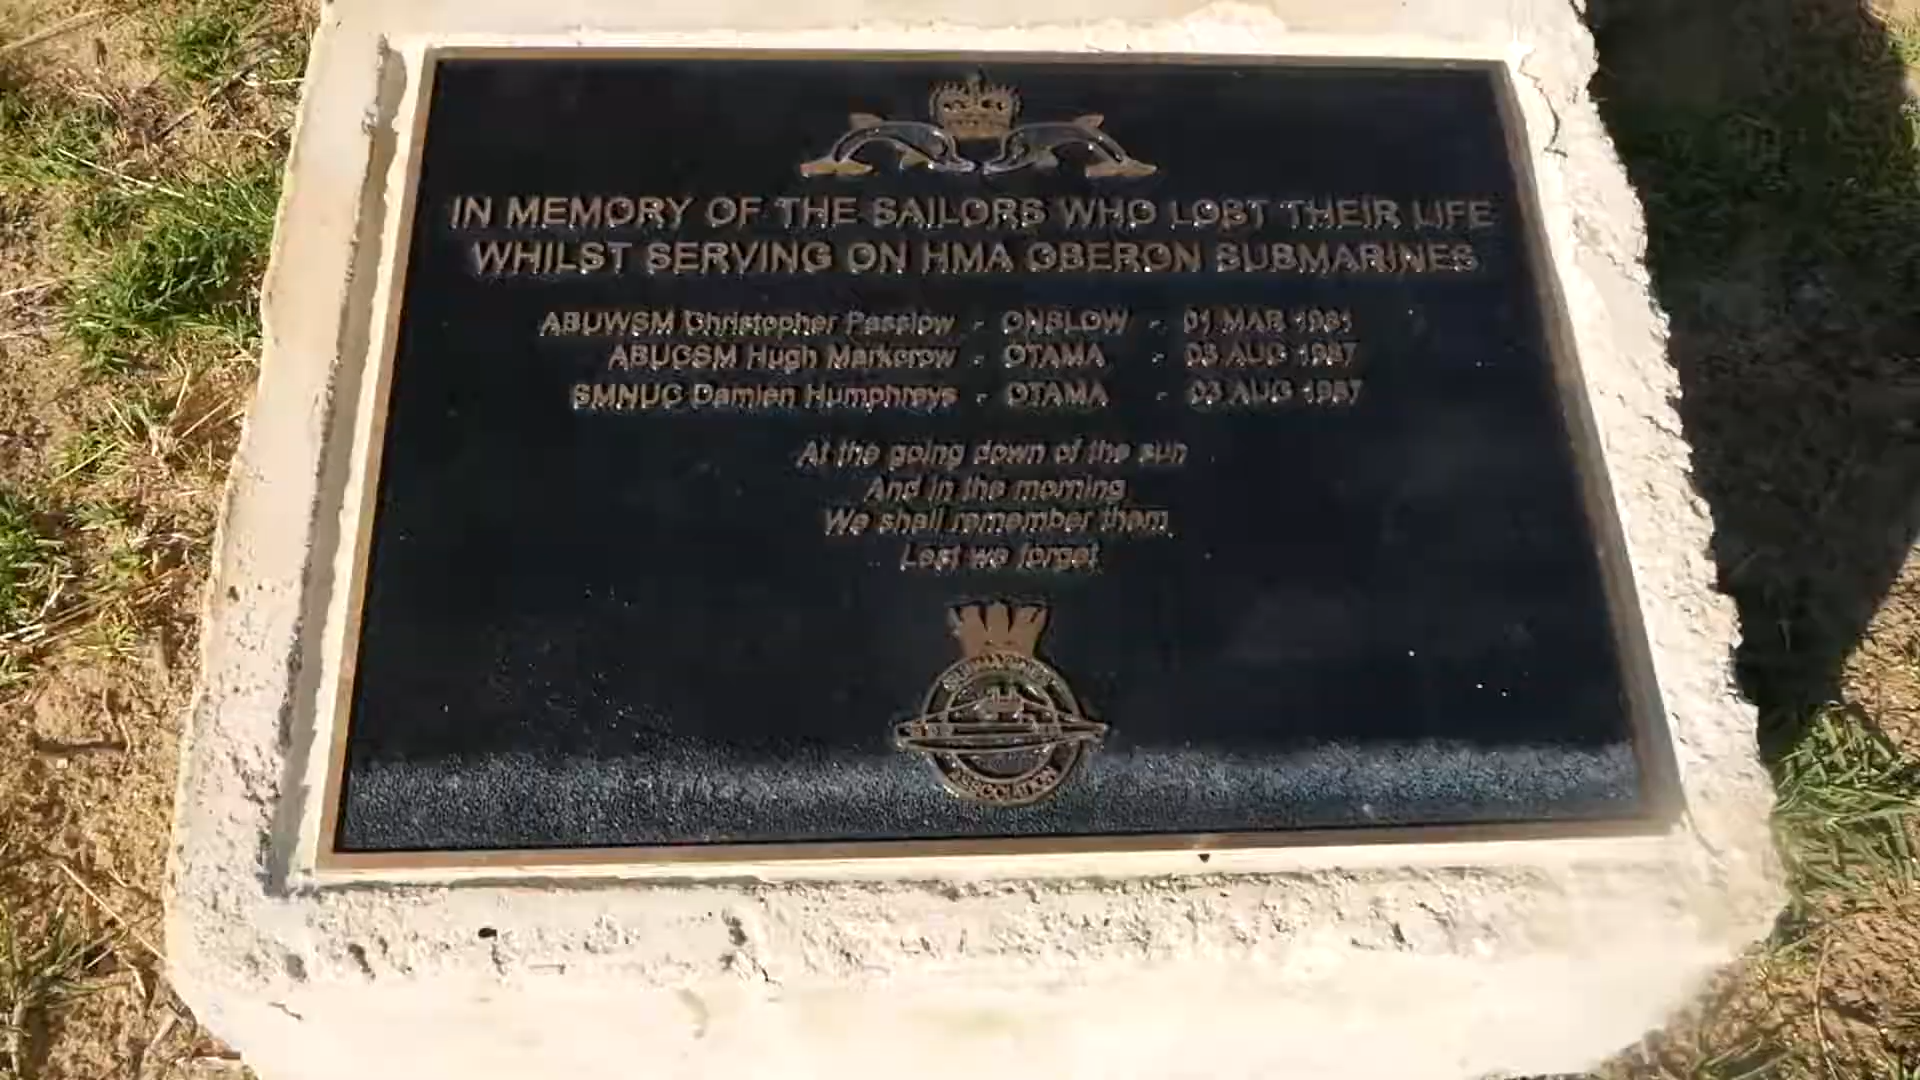 IN MEMORY OF THE SAILORS WHO LOST THEIR LIFE
WHILST SERVING ON HMA OBERON SUBMARINES
ABUWSM Christopher Passlow - ONSLOW - 01 MAR 1981
ABUCSM Hugh Markcrow - OTAMA - 03 AUG 1987
SMNUC Damien Humphreys - OTAMA - 03 AUG 1987
At the going down of the sun
And in the morning
We shall remember them,
Lest we forget
ASSOCIATION